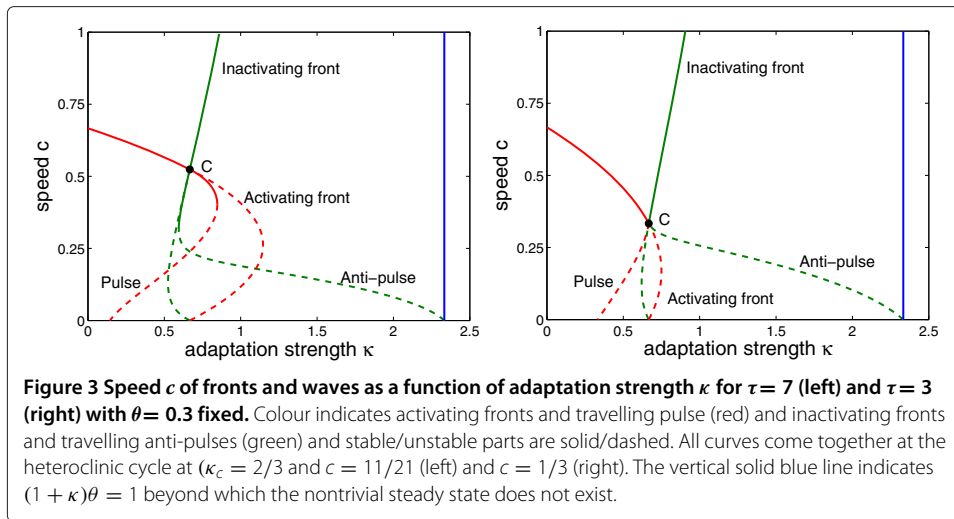 1
0.75
0.5
0.25
0
speed c
0
0.5
1
1.5
2
2.5
adaptation strength κ
Inactivating front
C
Activating front
Pulse
Anti−pulse
1
0.75
0.5
0.25
0
speed c
0
0.5
1
1.5
2
2.5
adaptation strength κ
Inactivating front
C
Anti−pulse
Pulse
Activating front
Figure 3 Speed c of fronts and waves as a function of adaptation strength κ for τ = 7 (left) and τ = 3
(right) with θ = 0.3 fixed. Colour indicates activating fronts and travelling pulse (red) and inactivating fronts
and travelling anti-pulses (green) and stable/unstable parts are solid/dashed. All curves come together at the
heteroclinic cycle at (κc = 2/3 and c = 11/21 (left) and c = 1/3 (right). The vertical solid blue line indicates
(1 + κ)θ = 1 beyond which the nontrivial steady state does not exist.